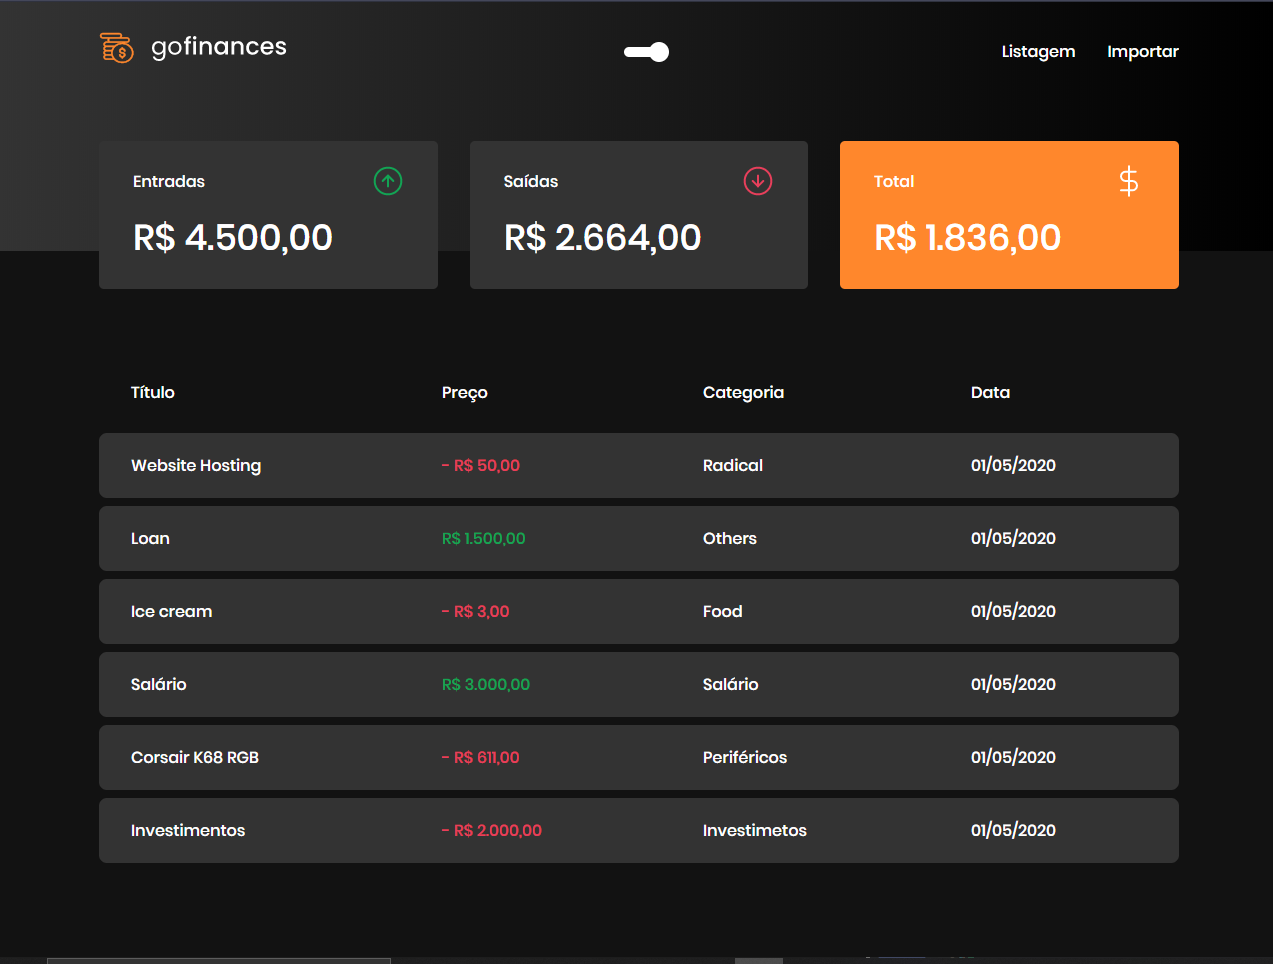 gofinances
Listagem Importar
Entradas
R$ 4.500,00
Saídas
R$ 2.664,00
Total
R$ 1.836,00
Título Preço Categoria Data
Website Hosting - R$ 50,00 Radical 01/05/2020
Loan R$ 1.500,00 Others 01/05/2020
Ice cream - R$ 3,00 Food 01/05/2020
Salário R$ 3.000,00 Salário 01/05/2020
Corsair K68 RGB - R$ 611,00 Periféricos 01/05/2020
Investimentos - R$ 2.000,00 Investimetos 01/05/2020